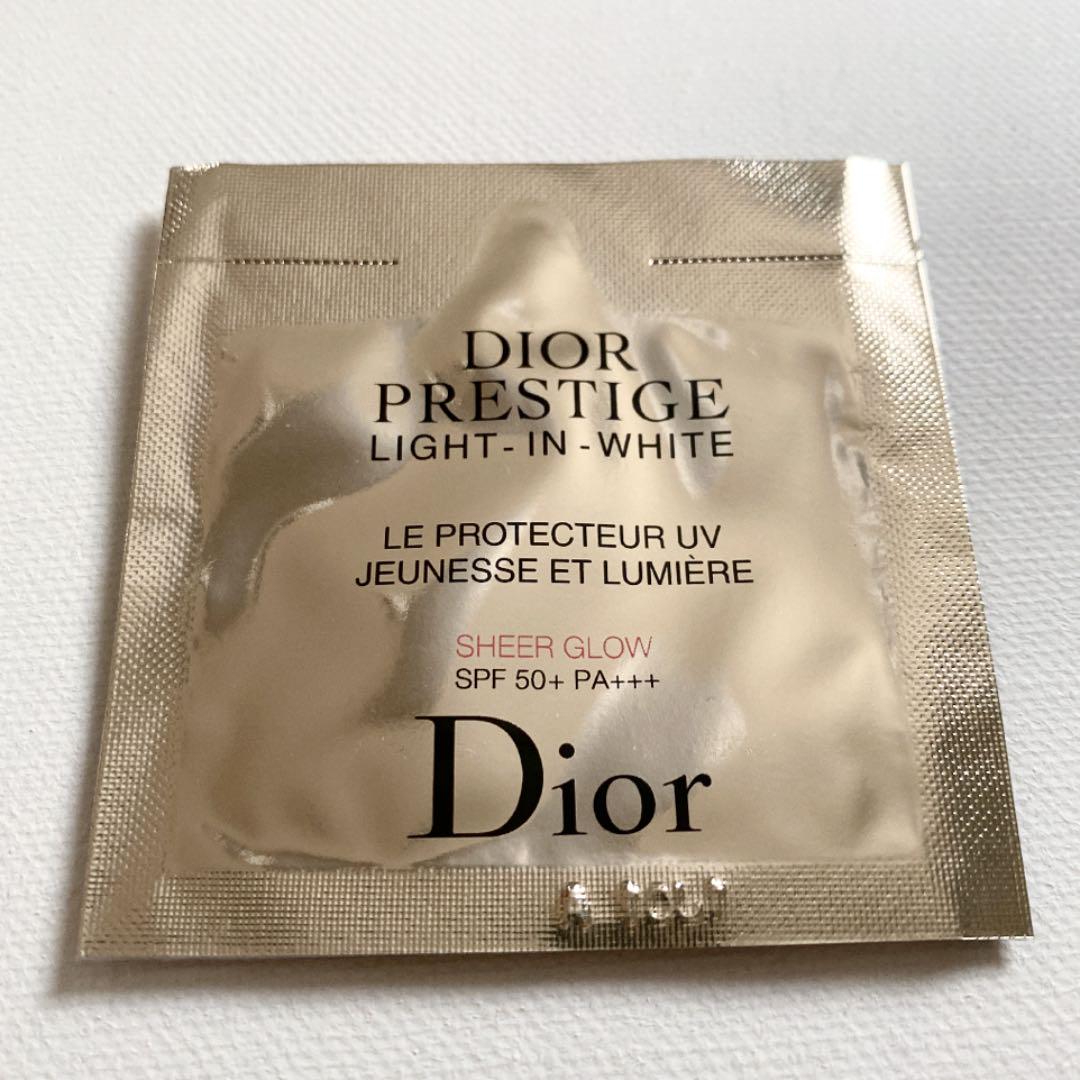 DIOR
PRESTIGE
LIGHT-IN-WHITE
LE PROTECTEUR UV
JEUNESSE ET LUMIÈRE
SHEER GLOW
SPF 50+ PA+++
Dior